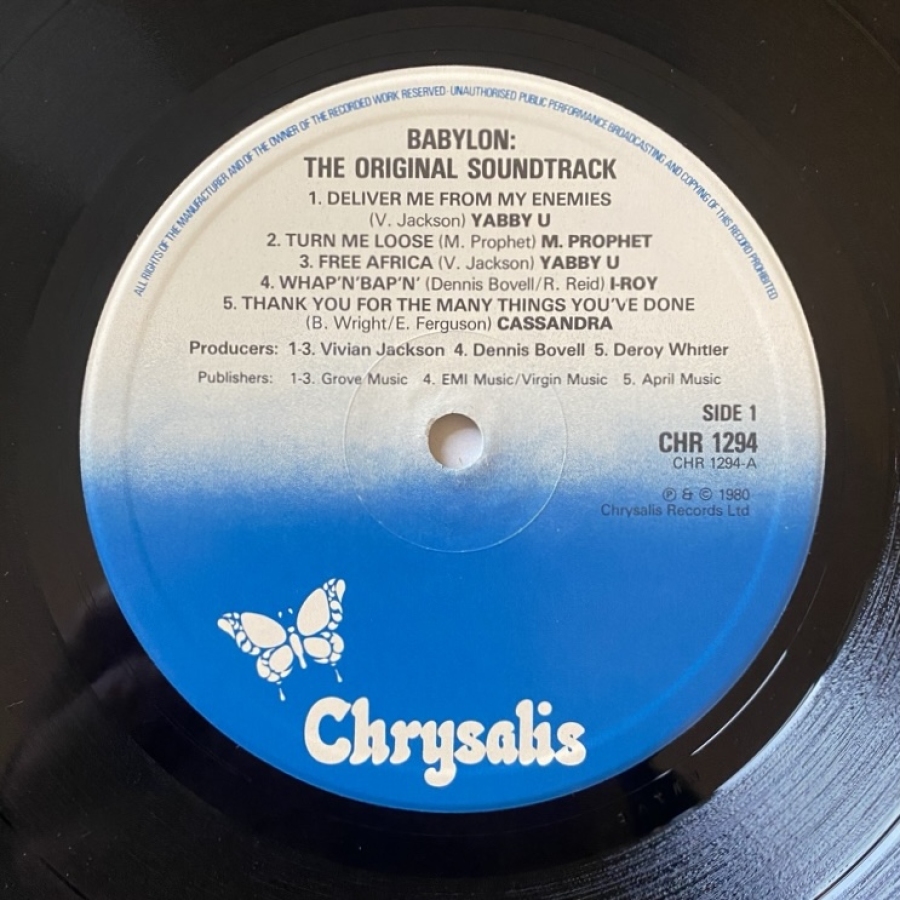 ALL RIGHTS OF THE MANUFACTURER AND OF THE OWNER OF THE RECORDED WORK RESERVED · UNAUTHORISED PUBLIC PERFORMANCE BROADCASTING AND COPYING OF THIS RECORD PROHIBITED
BABYLON:
THE ORIGINAL SOUNDTRACK
1. DELIVER ME FROM MY ENEMIES
(V. Jackson) YABBY U
2. TURN ME LOOSE (M. Prophet) M. PROPHET
3. FREE AFRICA (V. Jackson) YABBY U
4. WHAP'N'BAP'N' (Dennis Bovell/R. Reid) I-ROY
5. THANK YOU FOR THE MANY THINGS YOU'VE DONE
(B. Wright/E. Ferguson) CASSANDRA
Producers: 1-3. Vivian Jackson 4. Dennis Bovell 5. Deroy Whitler
Publishers: 1-3. Grove Music 4. EMI Music/Virgin Music 5. April Music
SIDE 1
CHR 1294
CHR 1294-A
℗ & © 1980
Chrysalis Records Ltd
Chrysalis